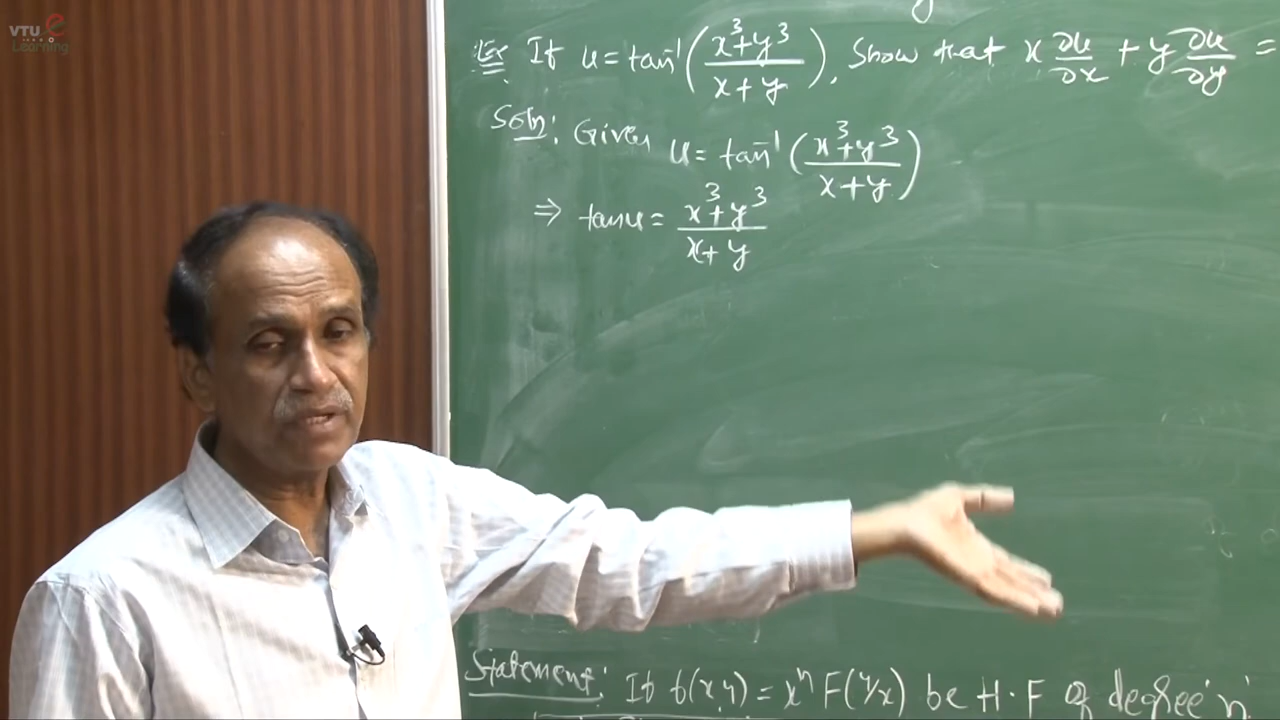 VTU e Learning
Ex. If u = tan⁻¹((x³+y³)/(x+y)), Show that x ∂u/∂x + y ∂u/∂y =
Soln: Given u = tan⁻¹((x³+y³)/(x+y))
⇒ tanu = (x³+y³)/(x+y)
Statement: If f(x,y) = xⁿ F(y/x) be H.F of degree 'n'